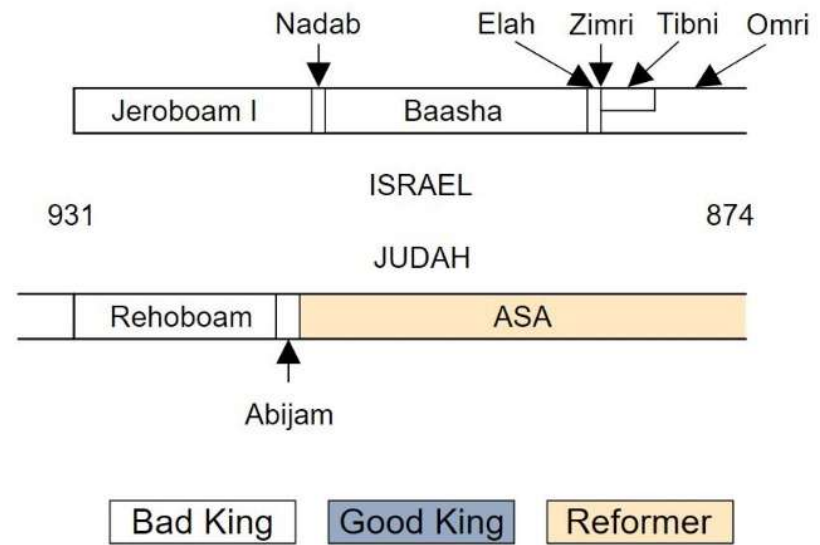 Nadab Elah Zimri Tibni Omri
Jeroboam I Baasha
ISRAEL
931 874
JUDAH
Rehoboam ASA
Abijam
Bad King Good King Reformer